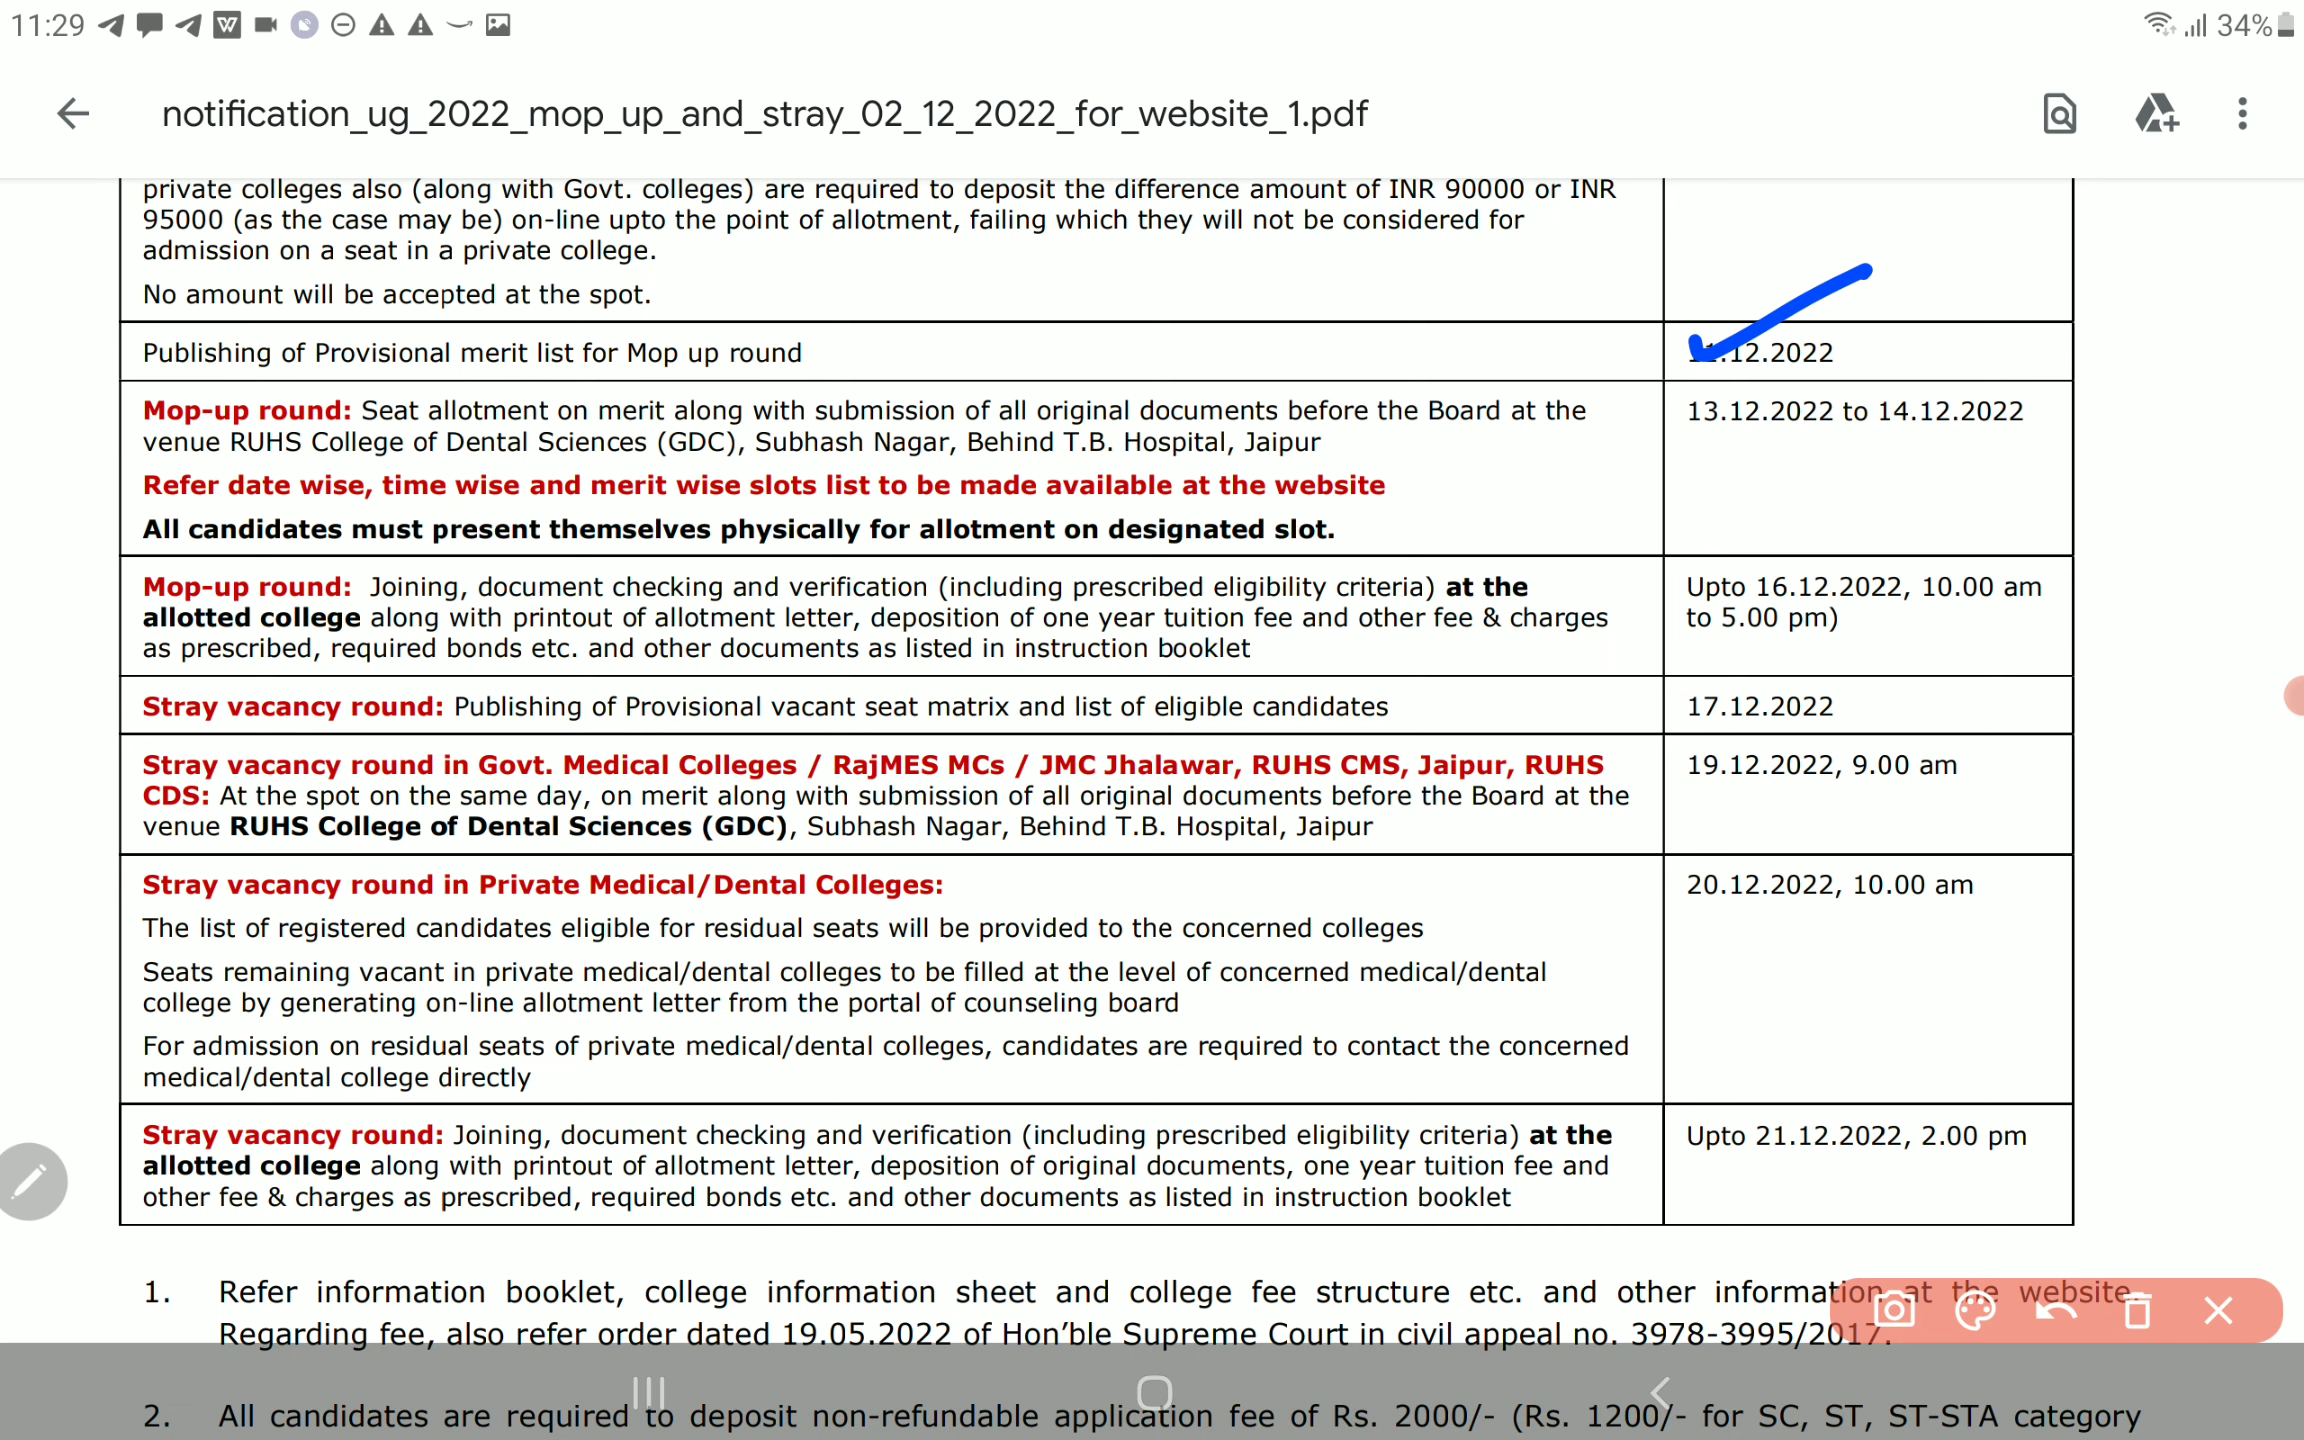 11:29
34%
notification_ug_2022_mop_up_and_stray_02_12_2022_for_website_1.pdf
private colleges also (along with Govt. colleges) are required to deposit the difference amount of INR 90000 or INR
95000 (as the case may be) on-line upto the point of allotment, failing which they will not be considered for
admission on a seat in a private college.
No amount will be accepted at the spot.
Publishing of Provisional merit list for Mop up round
.12.2022
Mop-up round: Seat allotment on merit along with submission of all original documents before the Board at the
venue RUHS College of Dental Sciences (GDC), Subhash Nagar, Behind T.B. Hospital, Jaipur
Refer date wise, time wise and merit wise slots list to be made available at the website
All candidates must present themselves physically for allotment on designated slot.
13.12.2022 to 14.12.2022
Mop-up round: Joining, document checking and verification (including prescribed eligibility criteria) at the
allotted college along with printout of allotment letter, deposition of one year tuition fee and other fee & charges
as prescribed, required bonds etc. and other documents as listed in instruction booklet
Upto 16.12.2022, 10.00 am
to 5.00 pm)
Stray vacancy round: Publishing of Provisional vacant seat matrix and list of eligible candidates
17.12.2022
Stray vacancy round in Govt. Medical Colleges / RajMES MCs / JMC Jhalawar, RUHS CMS, Jaipur, RUHS
CDS: At the spot on the same day, on merit along with submission of all original documents before the Board at the
venue RUHS College of Dental Sciences (GDC), Subhash Nagar, Behind T.B. Hospital, Jaipur
19.12.2022, 9.00 am
Stray vacancy round in Private Medical/Dental Colleges:
The list of registered candidates eligible for residual seats will be provided to the concerned colleges
Seats remaining vacant in private medical/dental colleges to be filled at the level of concerned medical/dental
college by generating on-line allotment letter from the portal of counseling board
For admission on residual seats of private medical/dental colleges, candidates are required to contact the concerned
medical/dental college directly
20.12.2022, 10.00 am
Stray vacancy round: Joining, document checking and verification (including prescribed eligibility criteria) at the
allotted college along with printout of allotment letter, deposition of original documents, one year tuition fee and
other fee & charges as prescribed, required bonds etc. and other documents as listed in instruction booklet
Upto 21.12.2022, 2.00 pm
1. Refer information booklet, college information sheet and college fee structure etc. and other information at the website.
Regarding fee, also refer order dated 19.05.2022 of Hon'ble Supreme Court in civil appeal no. 3978-3995/2017.
2. All candidates are required to deposit non-refundable application fee of Rs. 2000/- (Rs. 1200/- for SC, ST, ST-STA category